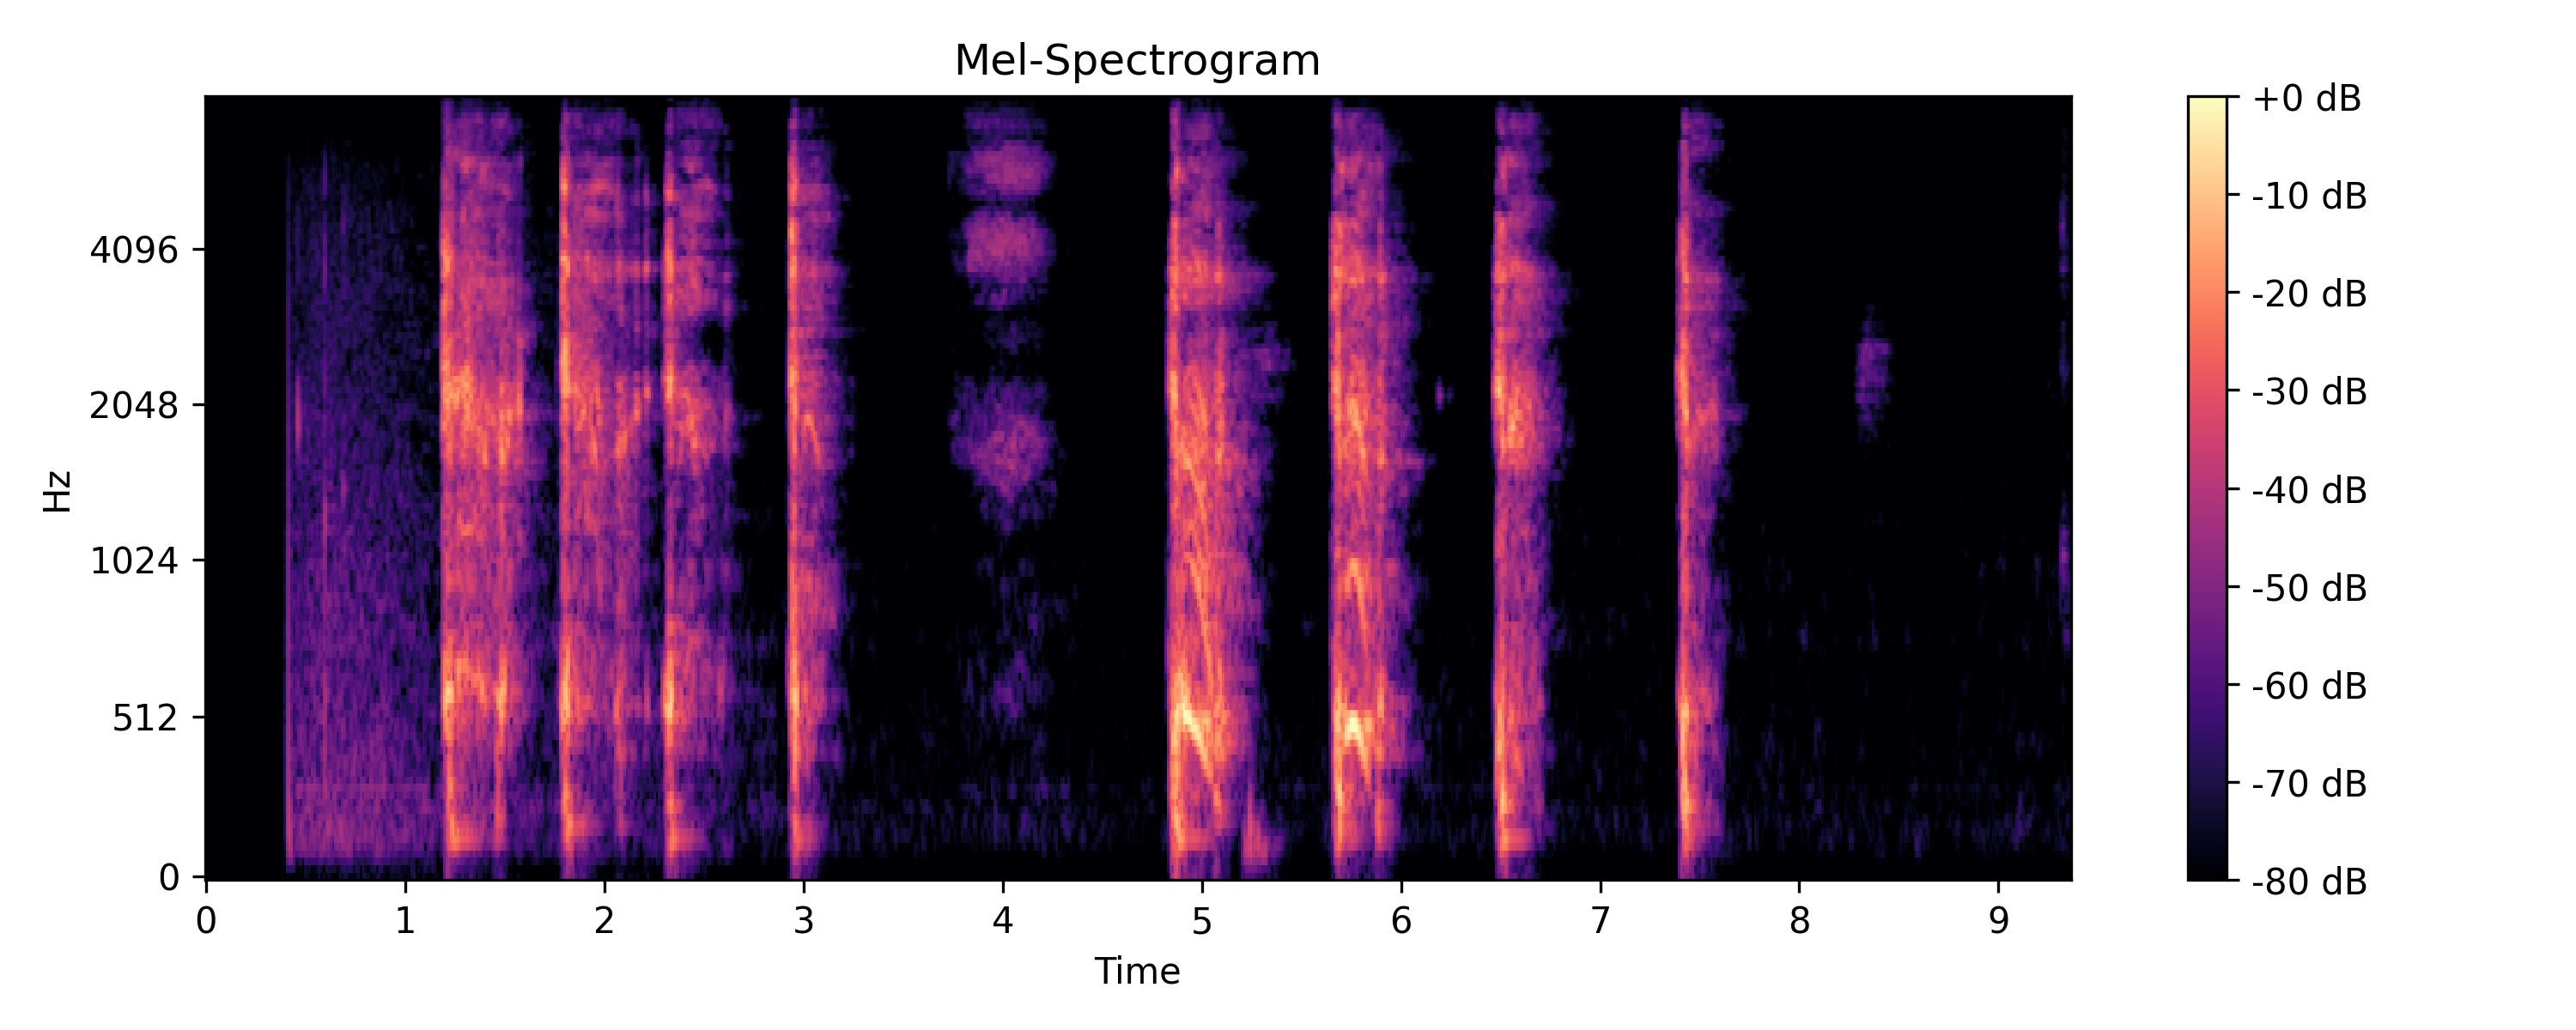 Mel-Spectrogram
+0 dB
-10 dB
-20 dB
-30 dB
-40 dB
-50 dB
-60 dB
-70 dB
-80 dB
Hz
4096
2048
1024
512
0
0 1 2 3 4 5 6 7 8 9
Time